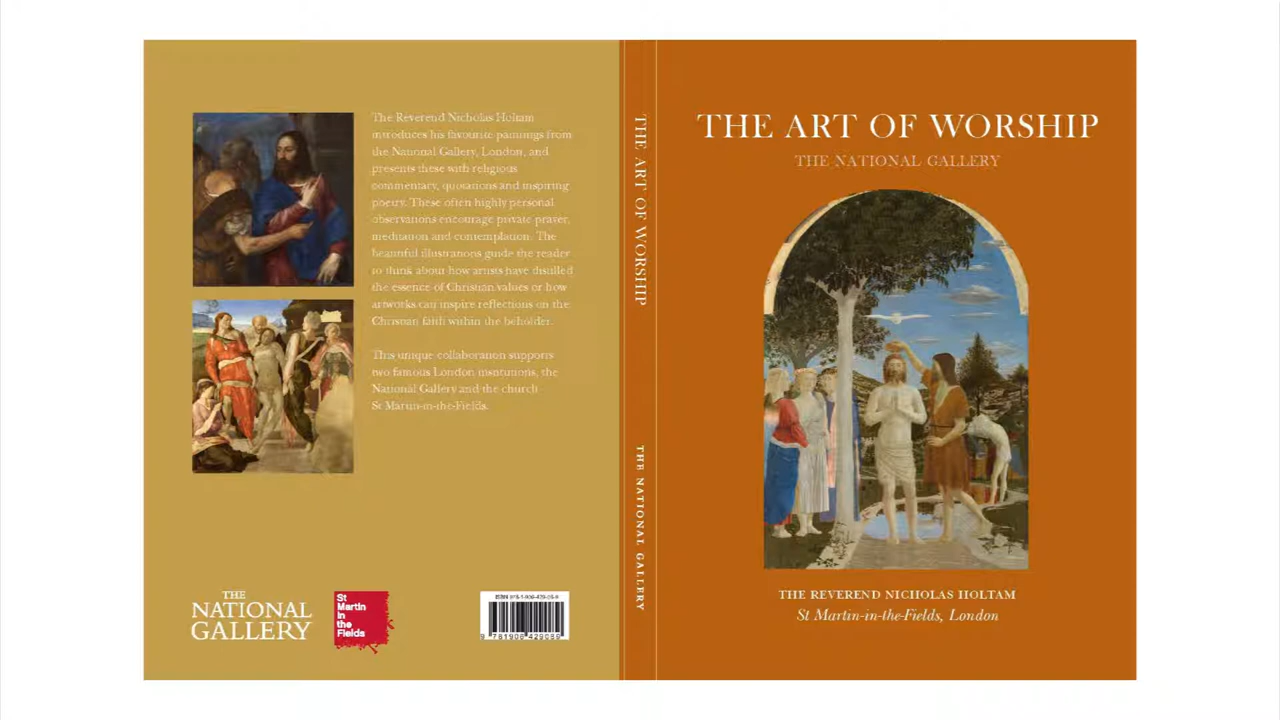 The Reverend Nicholas Holtam
introduces his favourite paintings from
the National Gallery, London, and
presents these with religious
commentary, quotations and inspiring
poetry. These often highly personal
observations encourage private prayer,
meditation and contemplation. The
beautiful illustrations guide the reader
to think about how artists have distilled
the essence of Christian values or how
artworks can inspire reflections on the
Christian faith within the beholder.
This unique collaboration supports
two famous London institutions, the
National Gallery and the church
St Martin-in-the-Fields.
THE
NATIONAL
GALLERY
St
Martin
in
the
Fields
ISBN
9 781909 429089
THE ART OF WORSHIP
THE NATIONAL GALLERY
THE ART OF WORSHIP
THE NATIONAL GALLERY
THE REVEREND NICHOLAS HOLTAM
St Martin-in-the-Fields, London